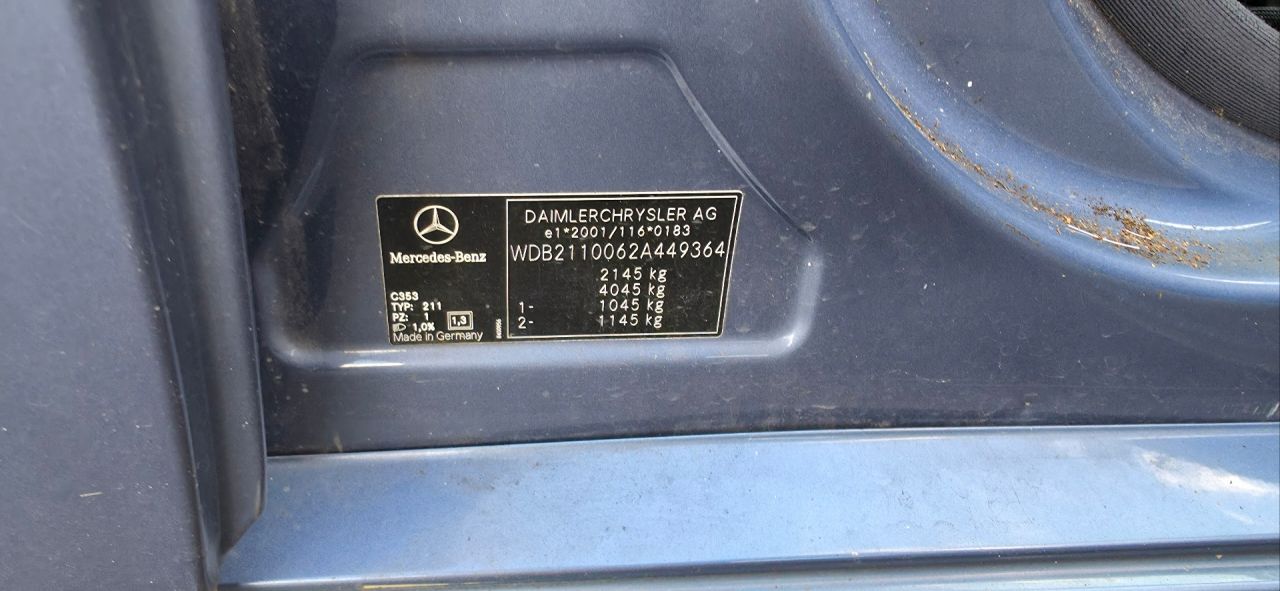 Mercedes-Benz
C353
TYP: 211
PZ: 1
1,0% 1,3
Made in Germany
DAIMLERCHRYSLER AG
e1*2001/116*0183
WDB2110062A449364
2145 kg
4045 kg
1- 1045 kg
2- 1145 kg